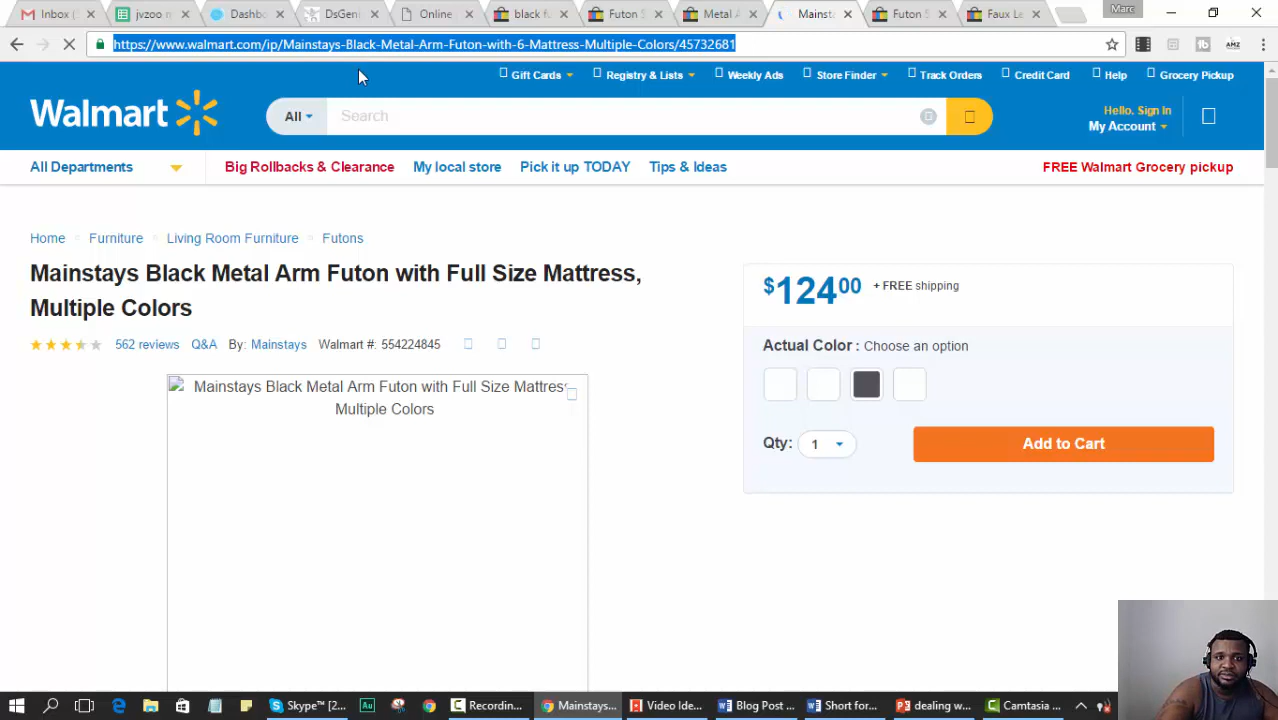 Marc
Inbox (
jvzoo n
Dashbo
DsGeni
Online
black fu
Futon S
Metal A
Mainst
Futon S
Faux Le
https://www.walmart.com/ip/Mainstays-Black-Metal-Arm-Futon-with-6-Mattress-Multiple-Colors/45732681
AMZ
Gift Cards
Registry & Lists
Weekly Ads
Store Finder
Track Orders
Credit Card
Help
Grocery Pickup
Walmart
All
Search
Hello. Sign In
My Account
All Departments
Big Rollbacks & Clearance
My local store
Pick it up TODAY
Tips & Ideas
FREE Walmart Grocery pickup
Home
Furniture
Living Room Furniture
Futons
Mainstays Black Metal Arm Futon with Full Size Mattress,
Multiple Colors
562 reviews
Q&A
By: Mainstays
Walmart #: 554224845
$12400 + FREE shipping
Actual Color : Choose an option
Qty: 1
Add to Cart
Mainstays Black Metal Arm Futon with Full Size Mattress
Multiple Colors
Skype™ [2...
Recordin...
Mainstays...
Video Ide...
Blog Post ...
Short for...
dealing w...
Camtasia ...